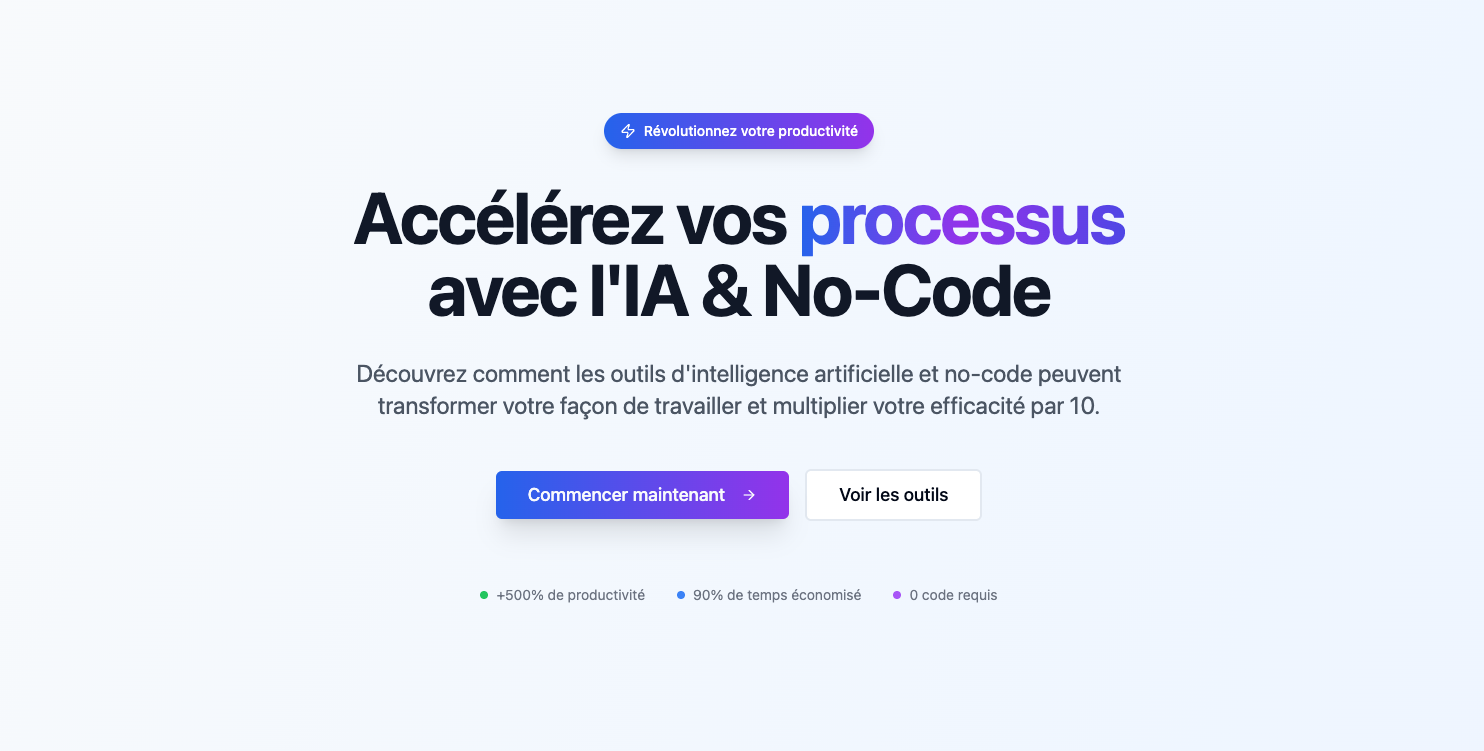 Révolutionnez votre productivité
Accélérez vos processus
avec l'IA & No-Code
Découvrez comment les outils d'intelligence artificielle et no-code peuvent
transformer votre façon de travailler et multiplier votre efficacité par 10.
Commencer maintenant →
Voir les outils
+500% de productivité
90% de temps économisé
0 code requis